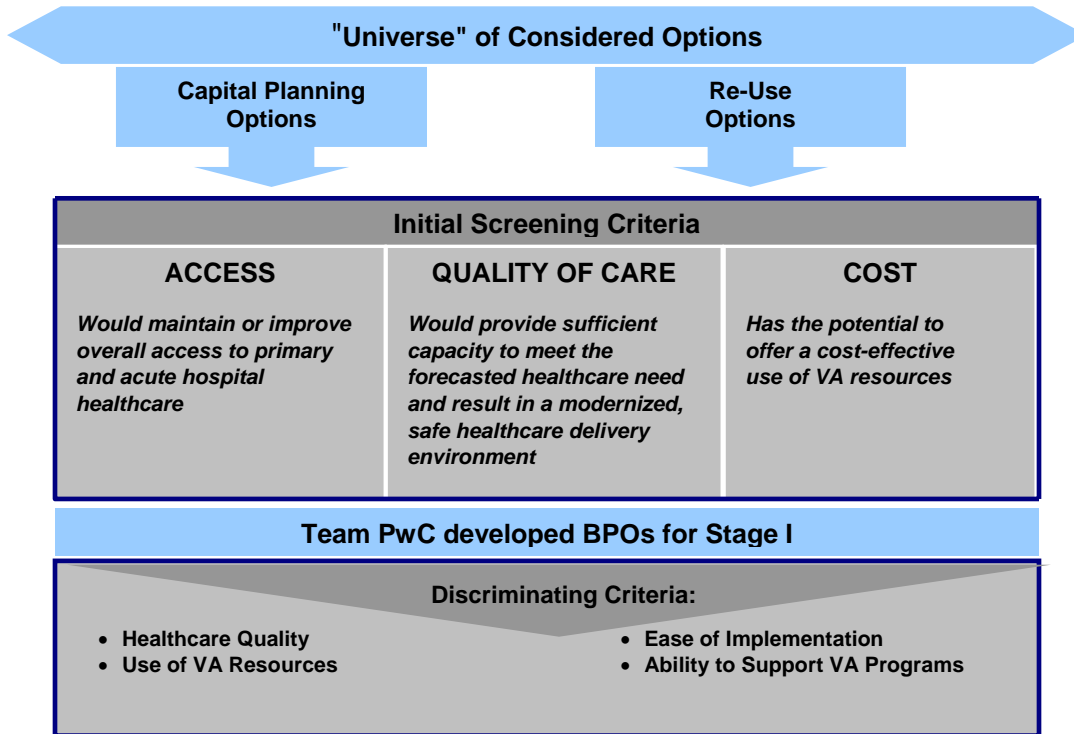 "Universe" of Considered Options
Capital Planning
Options
Re-Use
Options
Initial Screening Criteria
ACCESS
Would maintain or improve
overall access to primary
and acute hospital
healthcare
QUALITY OF CARE
Would provide sufficient
capacity to meet the
forecasted healthcare need
and result in a modernized,
safe healthcare delivery
environment
COST
Has the potential to
offer a cost-effective
use of VA resources
Team PwC developed BPOs for Stage I
Discriminating Criteria:
• Healthcare Quality
• Use of VA Resources
• Ease of Implementation
• Ability to Support VA Programs